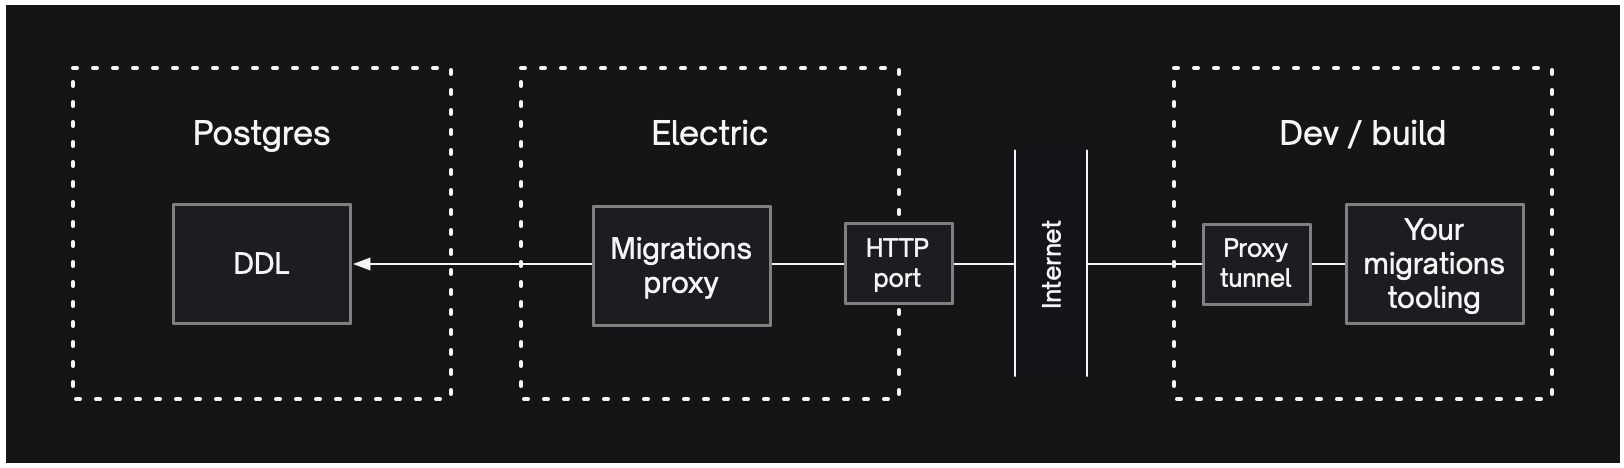 Postgres
DDL
Electric
Migrations
proxy
HTTP
port
Internet
Dev / build
Proxy
tunnel
Your
migrations
tooling